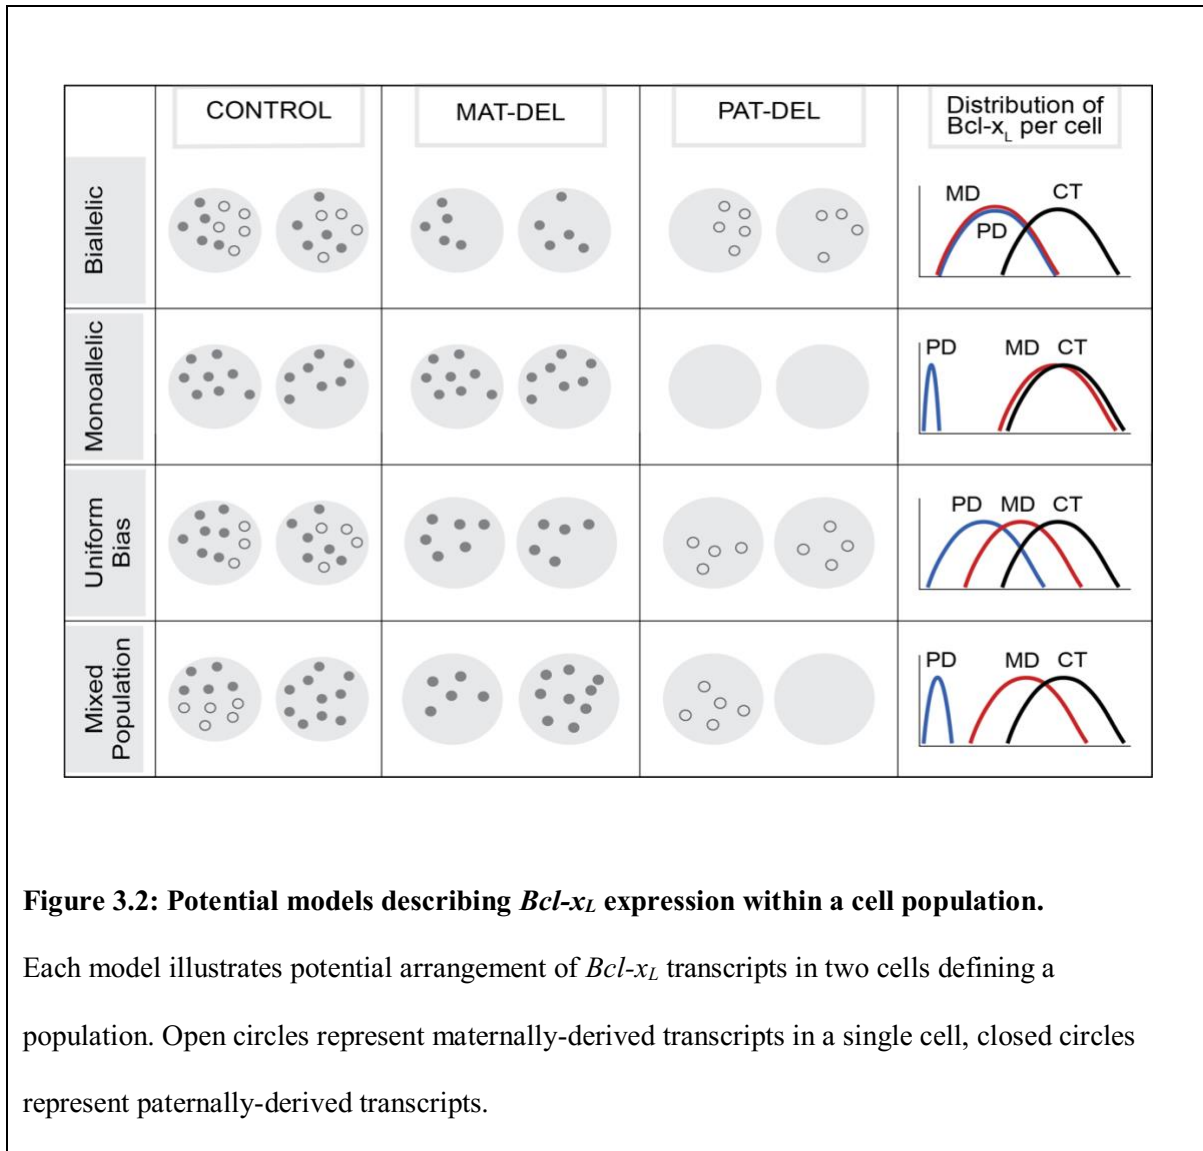 CONTROL
MAT-DEL
PAT-DEL
Distribution of
Bcl-x_L per cell
Biallelic
MD
CT
PD
Monoallelic
PD MD CT
Uniform
Bias
PD MD CT
Mixed
Population
PD MD CT
Figure 3.2: Potential models describing Bcl-x_L expression within a cell population.
Each model illustrates potential arrangement of Bcl-x_L transcripts in two cells defining a
population. Open circles represent maternally-derived transcripts in a single cell, closed circles
represent paternally-derived transcripts.